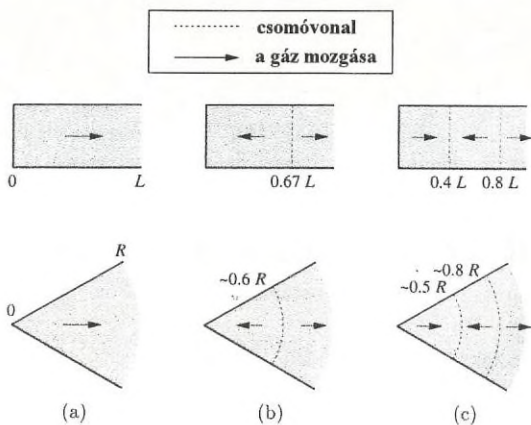 csomóvonal
a gáz mozgása
0 L
0.67 L
0.4 L 0.8 L
R
0
~0.6 R
~0.8 R
~0.5 R
(a) (b) (c)